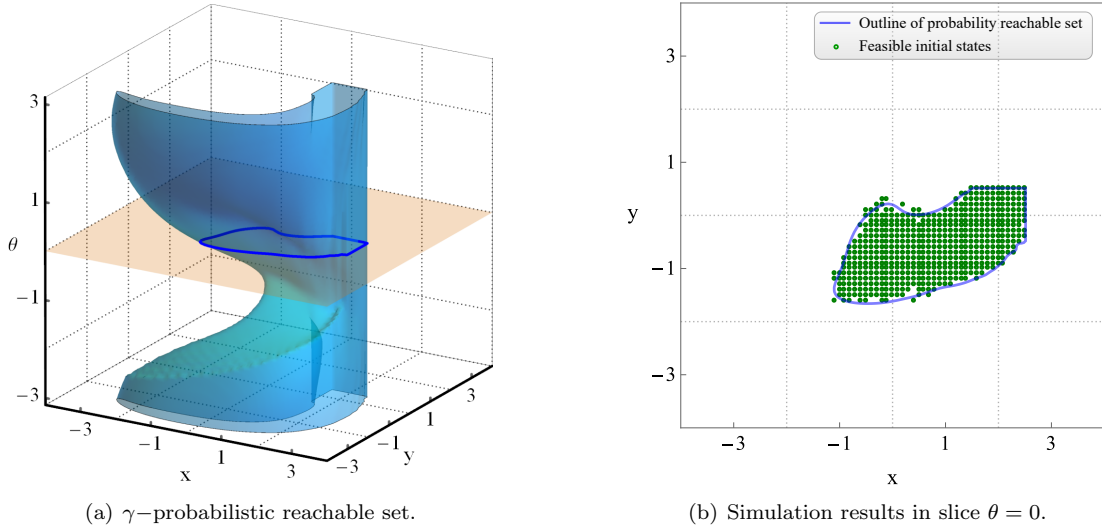 3
1
θ
−1
−3
−3
−1
1
3
x
−3
−1
1
3
y
(a) γ−probabilistic reachable set.
Outline of probability reachable set
Feasible initial states
3
1
y
−1
−3
−3
−1
1
3
x
(b) Simulation results in slice θ = 0.